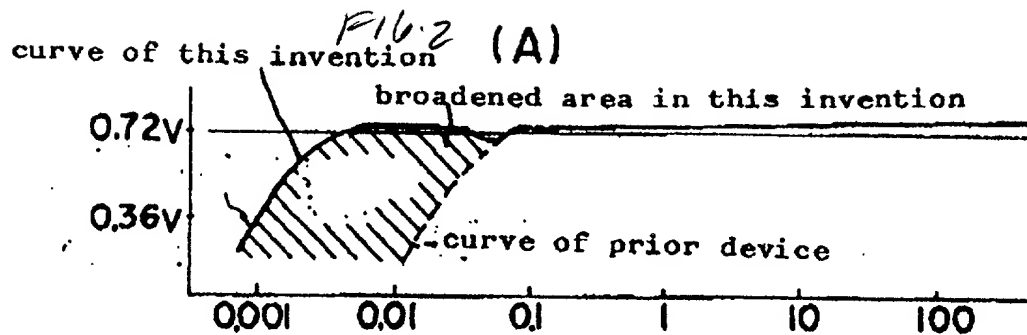 FIG.2 (A)
curve of this invention
broadened area in this invention
0.72V
0.36V
curve of prior device
0.001 0.01 0.1 1 10 100